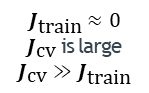 J_train ≈ 0
J_cv is large
J_cv ≫ J_train